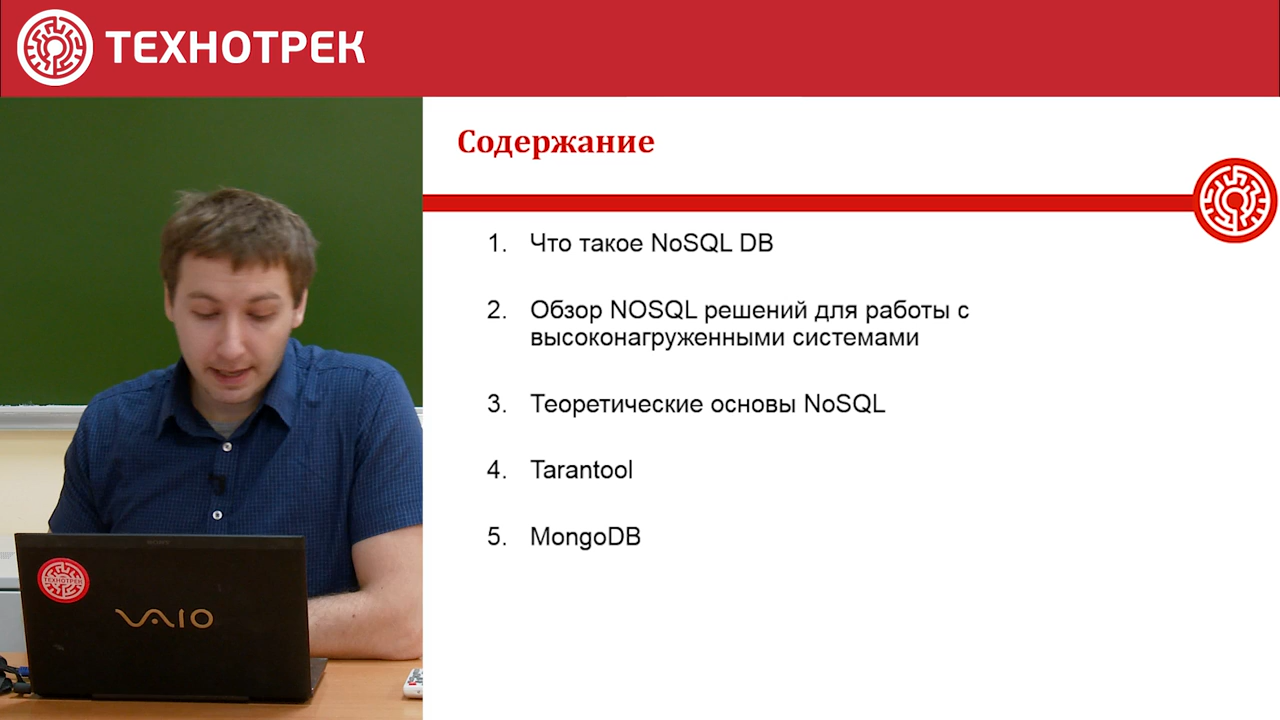 ТЕХНОТРЕК
Содержание
1. Что такое NoSQL DB
2. Обзор NOSQL решений для работы с
высоконагруженными системами
3. Теоретические основы NoSQL
4. Tarantool
5. MongoDB
SONY
ТЕХНОТРЕК
VAIO